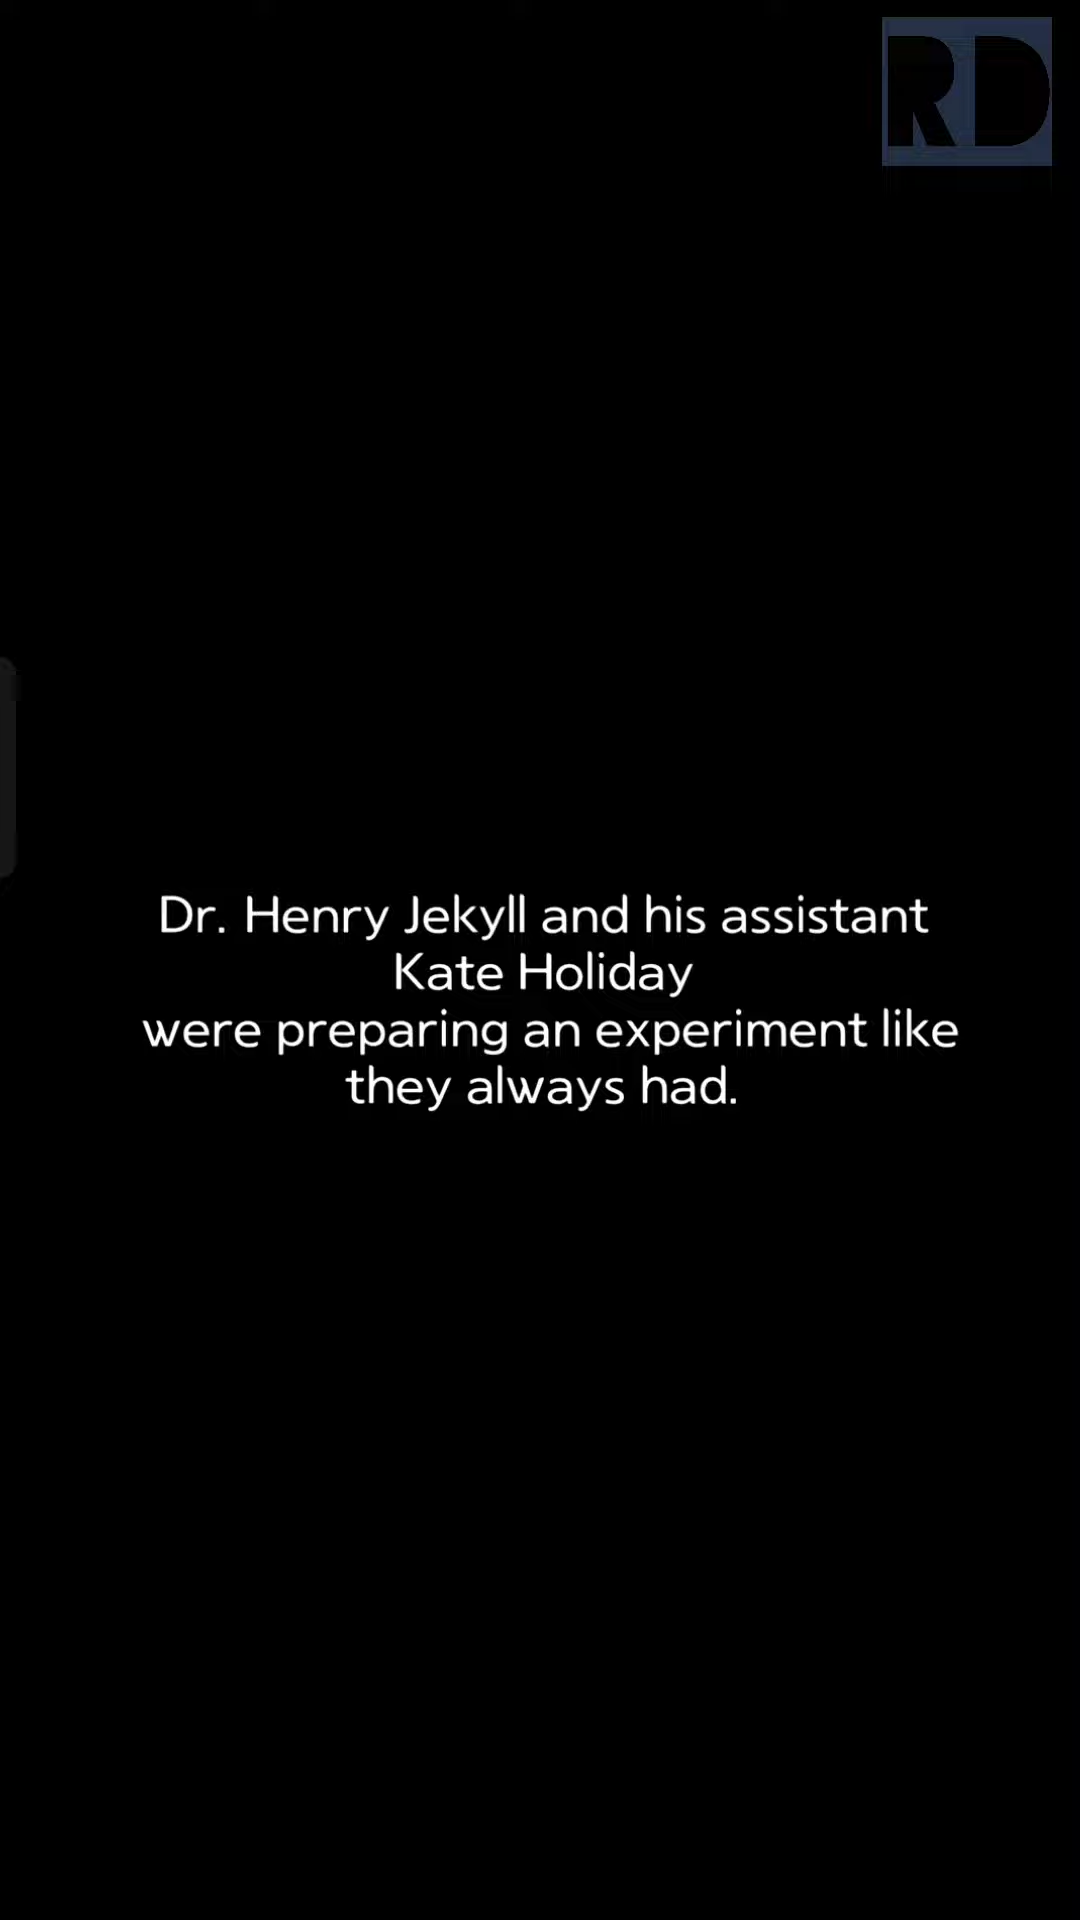 RD
Dr. Henry Jekyll and his assistant
Kate Holiday
were preparing an experiment like
they always had.